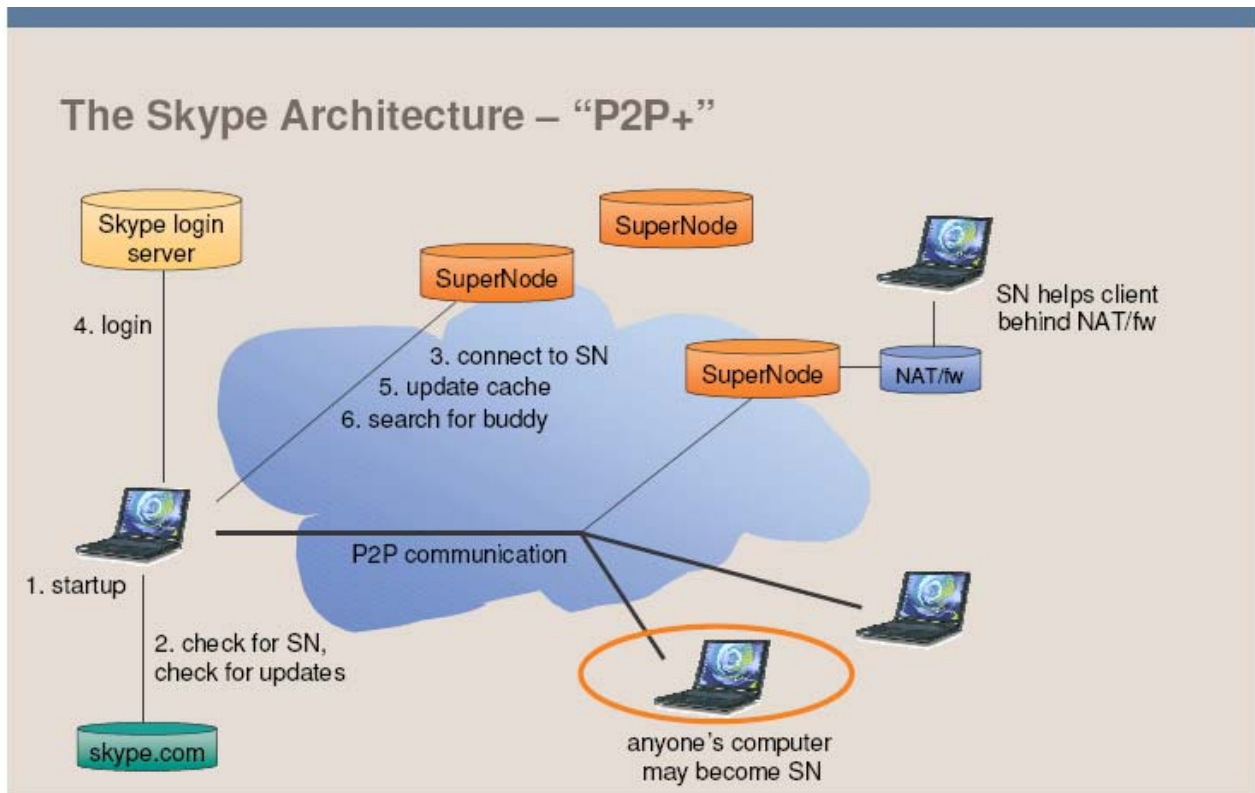 The Skype Architecture – “P2P+”
Skype login
server
SuperNode
SuperNode
SN helps client
behind NAT/fw
4. login
3. connect to SN
5. update cache
6. search for buddy
SuperNode
NAT/fw
P2P communication
1. startup
2. check for SN,
check for updates
skype.com
anyone’s computer
may become SN